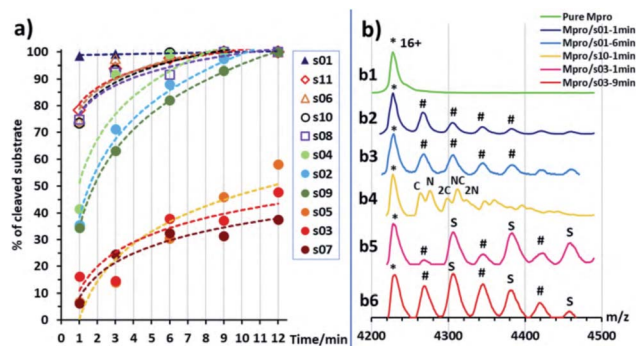 a)
% of cleaved substrate
100
90
80
70
60
50
40
30
20
10
0
0 1 2 3 4 5 6 7 8 9 10 11 12 Time/min
s01
s11
s06
s10
s08
s04
s02
s09
s05
s03
s07
b)
Pure Mpro
Mpro/s01-1min
Mpro/s01-6min
Mpro/s10-1min
Mpro/s03-1min
Mpro/s03-9min
* 16+
b1
b2 * # # # #
b3 * # # # #
b4 * C N 2C NC 2N
b5 * # S # S # S
b6 * # S # S # S
m/z
4200 4300 4400 4500